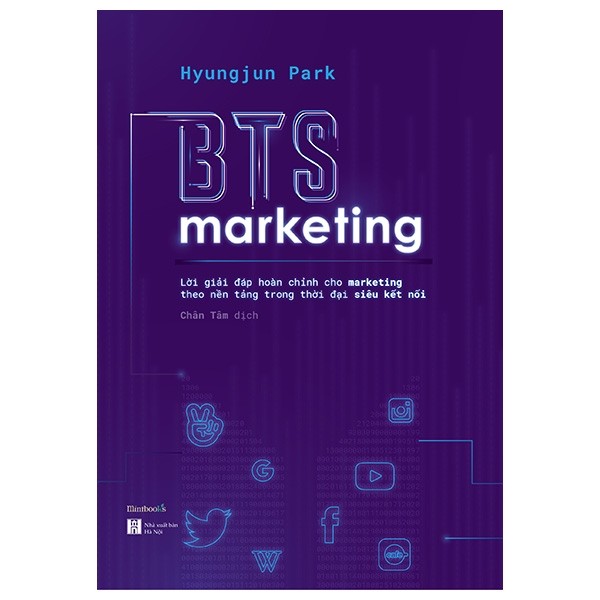 Hyungjun Park
BTS
marketing
Lời giải đáp hoàn chỉnh cho marketing
theo nền tảng trong thời đại siêu kết nối
Chân Tâm dịch
G
W
f
cafe
Mintbooks
Nhà xuất bản
Hà Nội